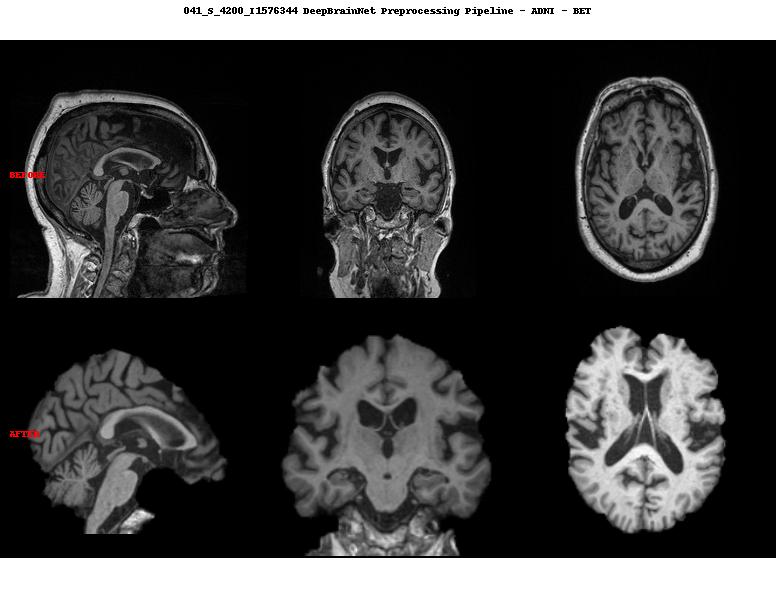 041_S_4200_I1576344 DeepBrainNet Preprocessing Pipeline - ADNI - BET
BEFORE
AFTER